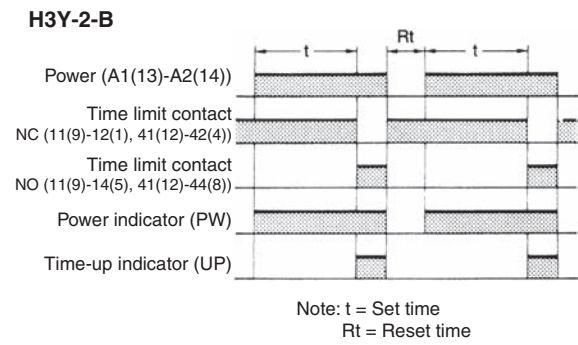 H3Y-2-B
t Rt t
Power (A1(13)-A2(14))
Time limit contact
NC (11(9)-12(1), 41(12)-42(4))
Time limit contact
NO (11(9)-14(5), 41(12)-44(8))
Power indicator (PW)
Time-up indicator (UP)
Note: t = Set time
Rt = Reset time